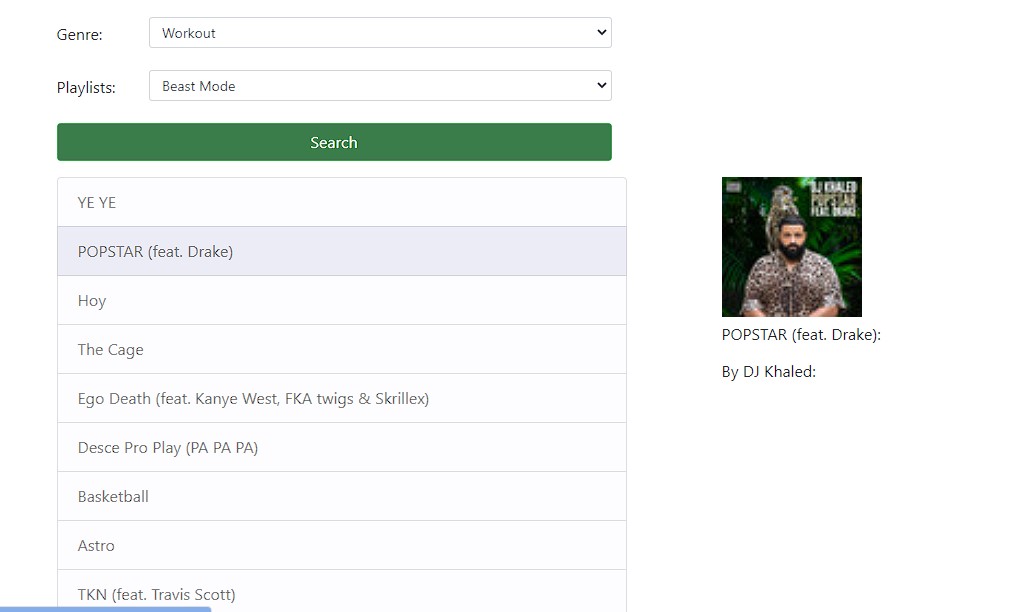 Genre:
Workout
Playlists:
Beast Mode
Search
YE YE
POPSTAR (feat. Drake)
Hoy
The Cage
Ego Death (feat. Kanye West, FKA twigs & Skrillex)
Desce Pro Play (PA PA PA)
Basketball
Astro
TKN (feat. Travis Scott)
DJ KHALED
POPSTAR
FEAT. DRAKE
POPSTAR (feat. Drake):
By DJ Khaled: